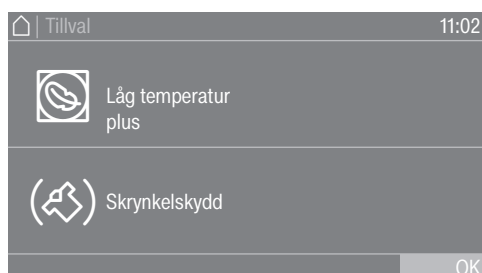 | Tillval 11:02
Låg temperatur
plus
Skrynkelskydd
OK